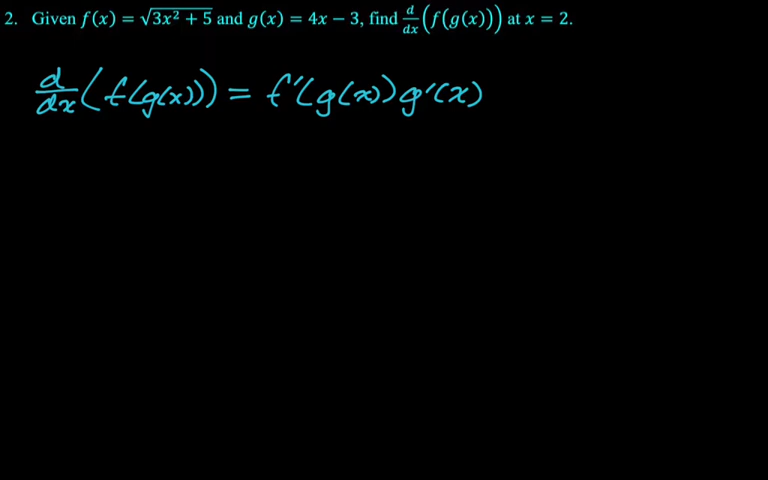 2. Given f(x) = √3x² + 5 and g(x) = 4x − 3, find d/dx (f(g(x))) at x = 2.
d/dx (f(g(x))) = f'(g(x))g'(x)